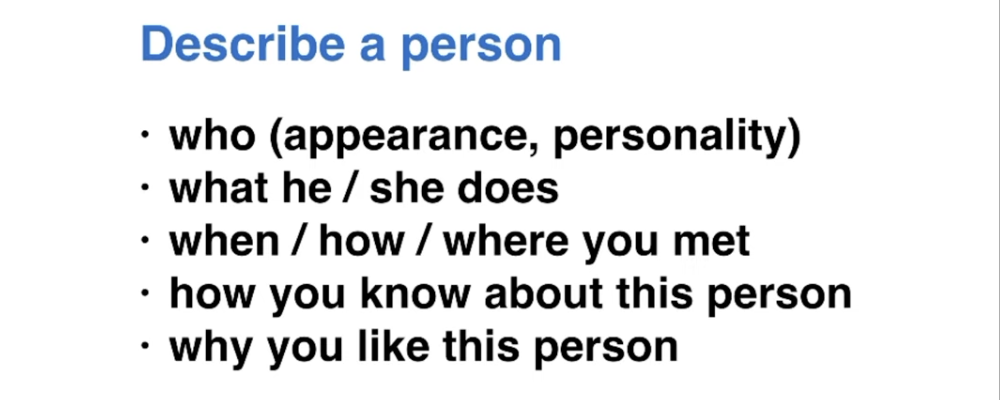 Describe a person
· who (appearance, personality)
· what he / she does
· when / how / where you met
· how you know about this person
· why you like this person